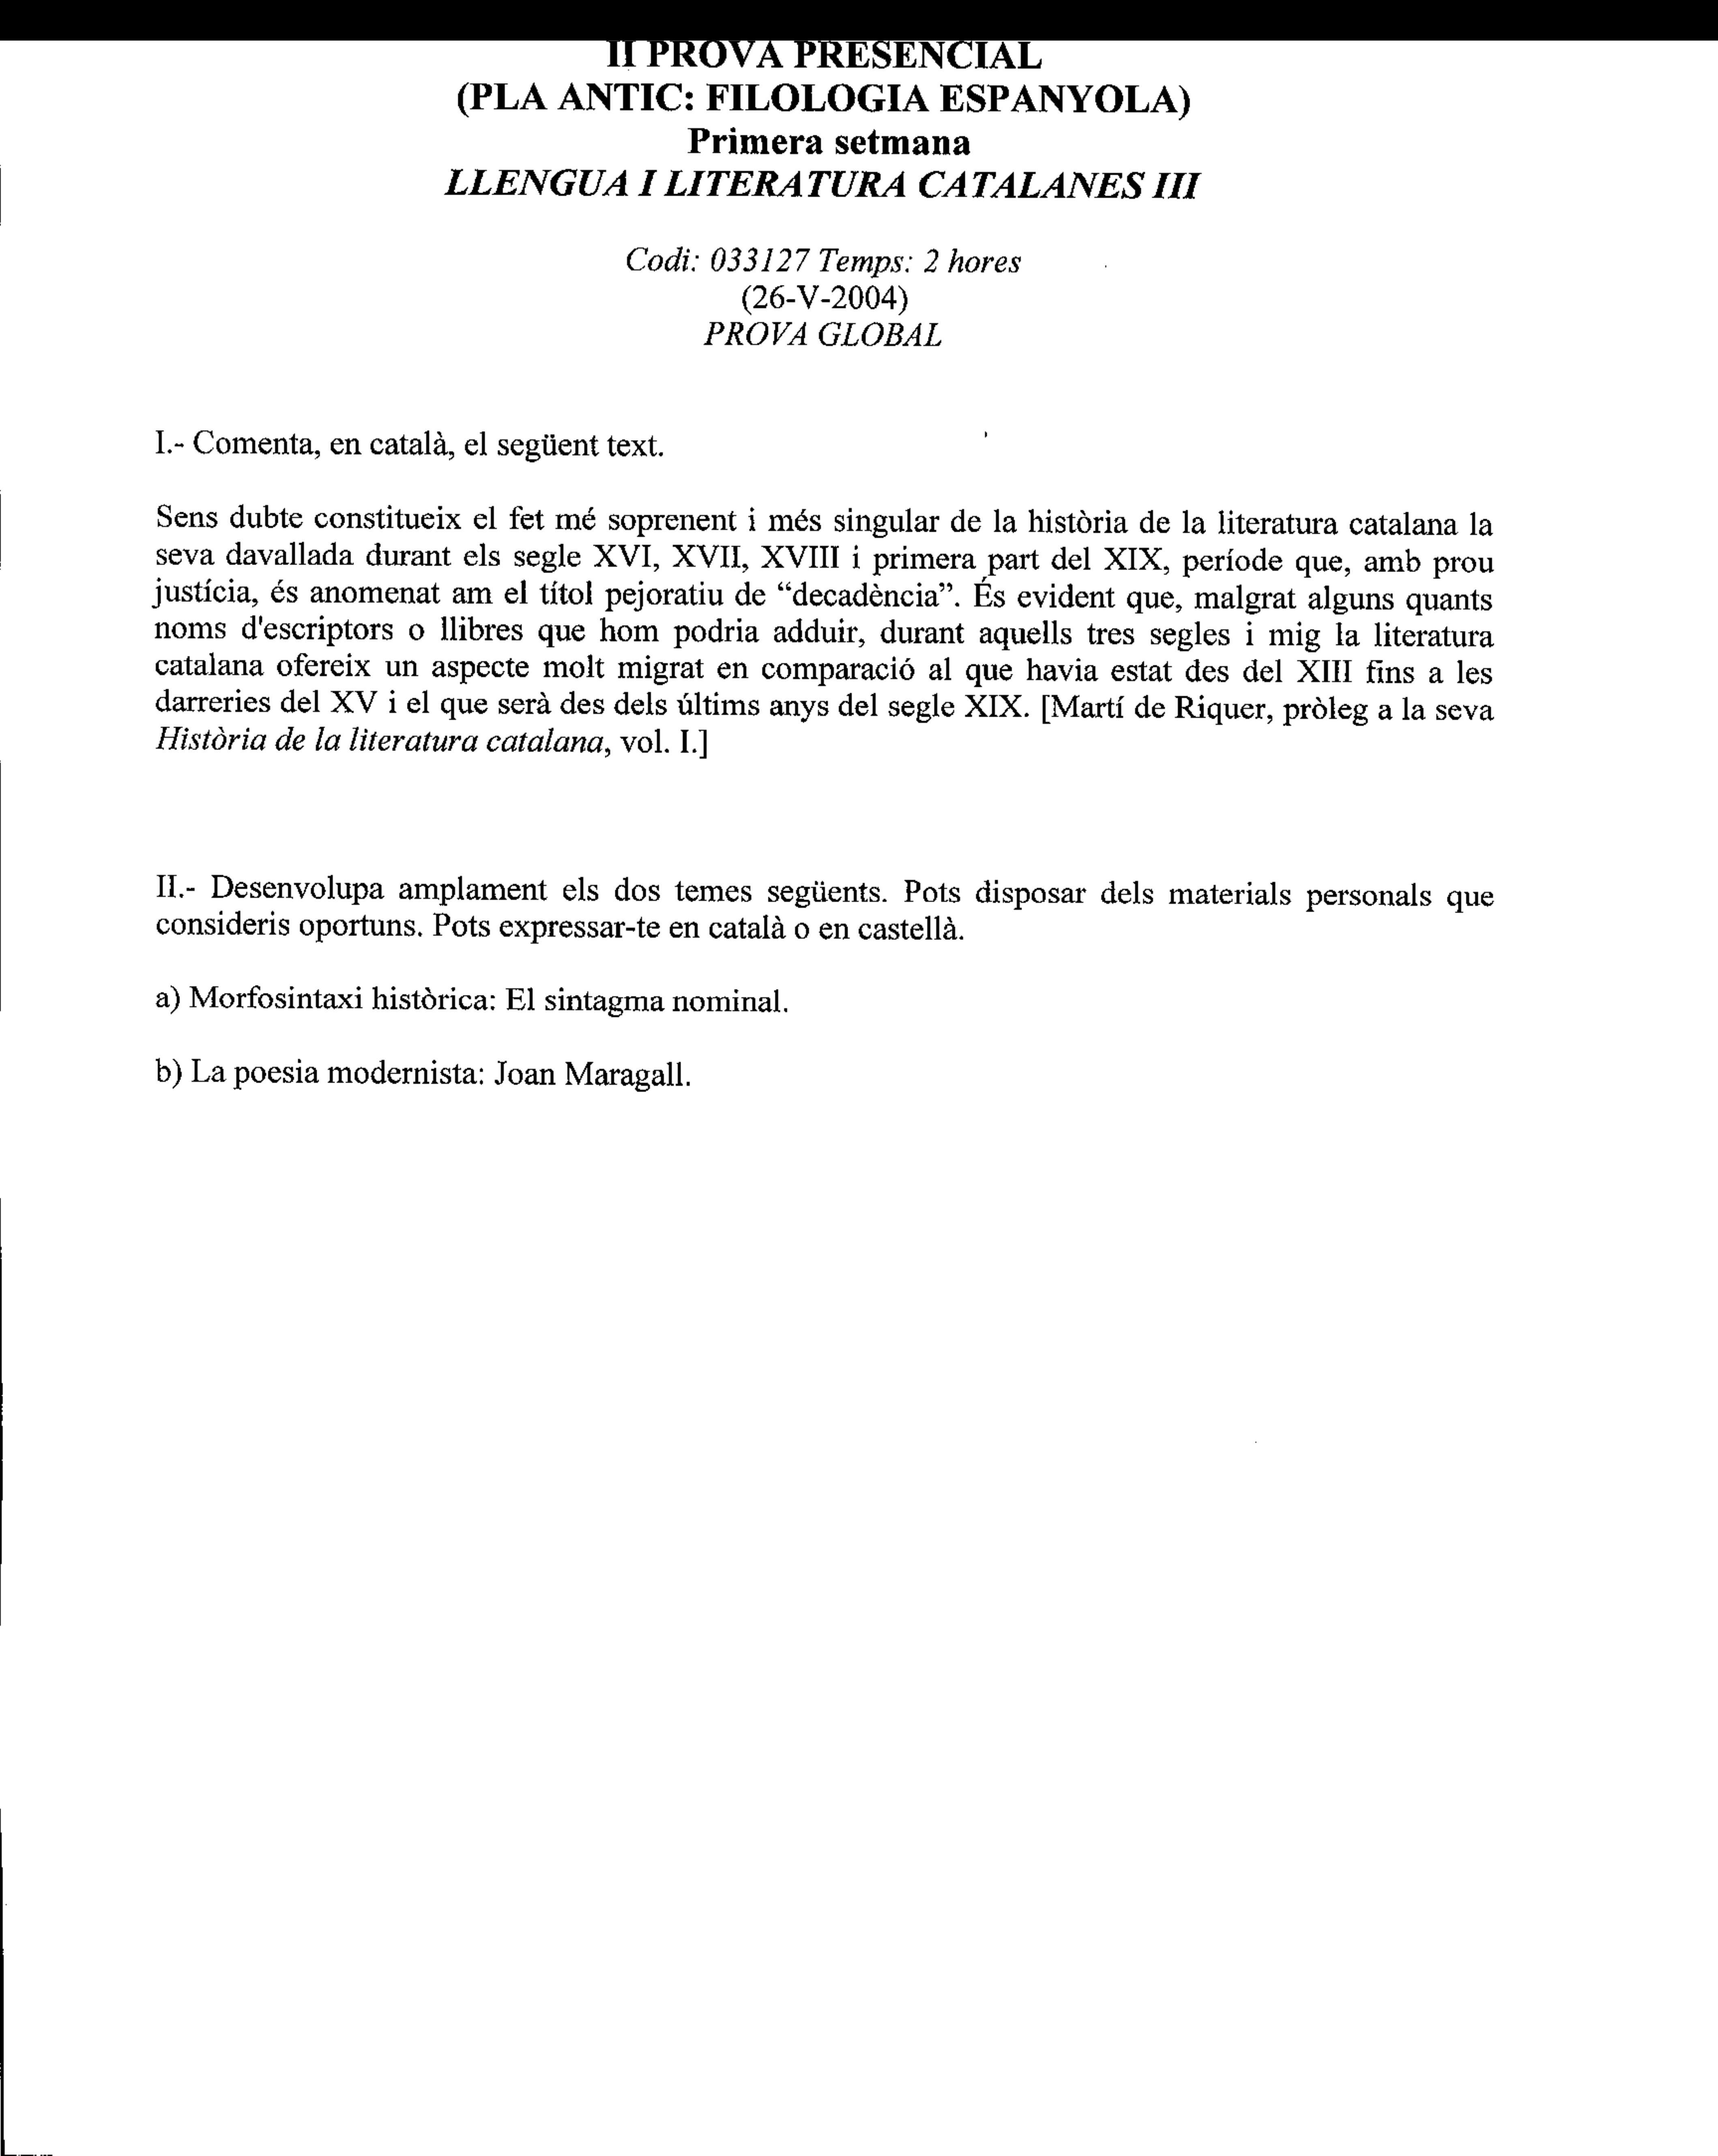 II PROVA PRESENCIAL
(PLA ANTIC: FILOLOGIA ESPANYOLA)
Primera setmana
LLENGUA I LITERATURA CATALANES III
Codi: 033127 Temps: 2 hores
(26-V-2004)
PROVA GLOBAL
I.- Comenta, en català, el següent text.
Sens dubte constitueix el fet mé soprenent i més singular de la història de la literatura catalana la
seva davallada durant els segle XVI, XVII, XVIII i primera part del XIX, període que, amb prou
justícia, és anomenat am el títol pejoratiu de “decadència”. És evident que, malgrat alguns quants
noms d'escriptors o llibres que hom podria adduir, durant aquells tres segles i mig la literatura
catalana ofereix un aspecte molt migrat en comparació al que havia estat des del XIII fins a les
darreries del XV i el que serà des dels últims anys del segle XIX. [Martí de Riquer, pròleg a la seva
Història de la literatura catalana, vol. I.]
II.- Desenvolupa amplament els dos temes següents. Pots disposar dels materials personals que
consideris oportuns. Pots expressar-te en català o en castellà.
a) Morfosintaxi històrica: El sintagma nominal.
b) La poesia modernista: Joan Maragall.